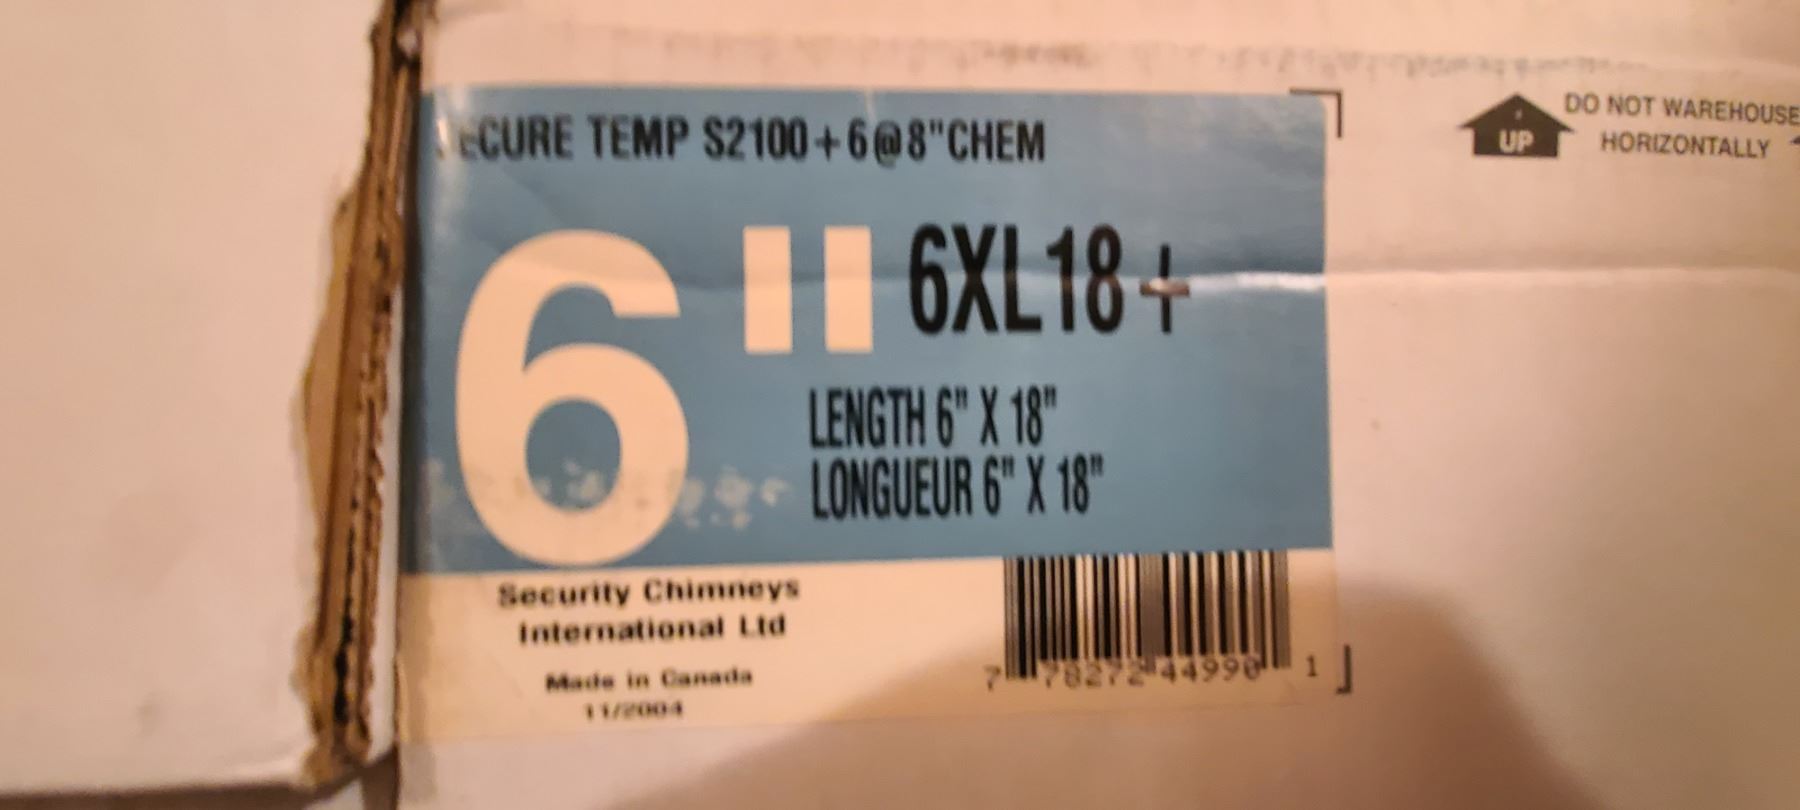 ECURE TEMP S2100+6@8"CHEM
6" 6XL18+
LENGTH 6" X 18"
LONGUEUR 6" X 18"
Security Chimneys
International Ltd
Made in Canada
11/2004
7 78272 44990 1
UP
DO NOT WAREHOUSE
HORIZONTALLY